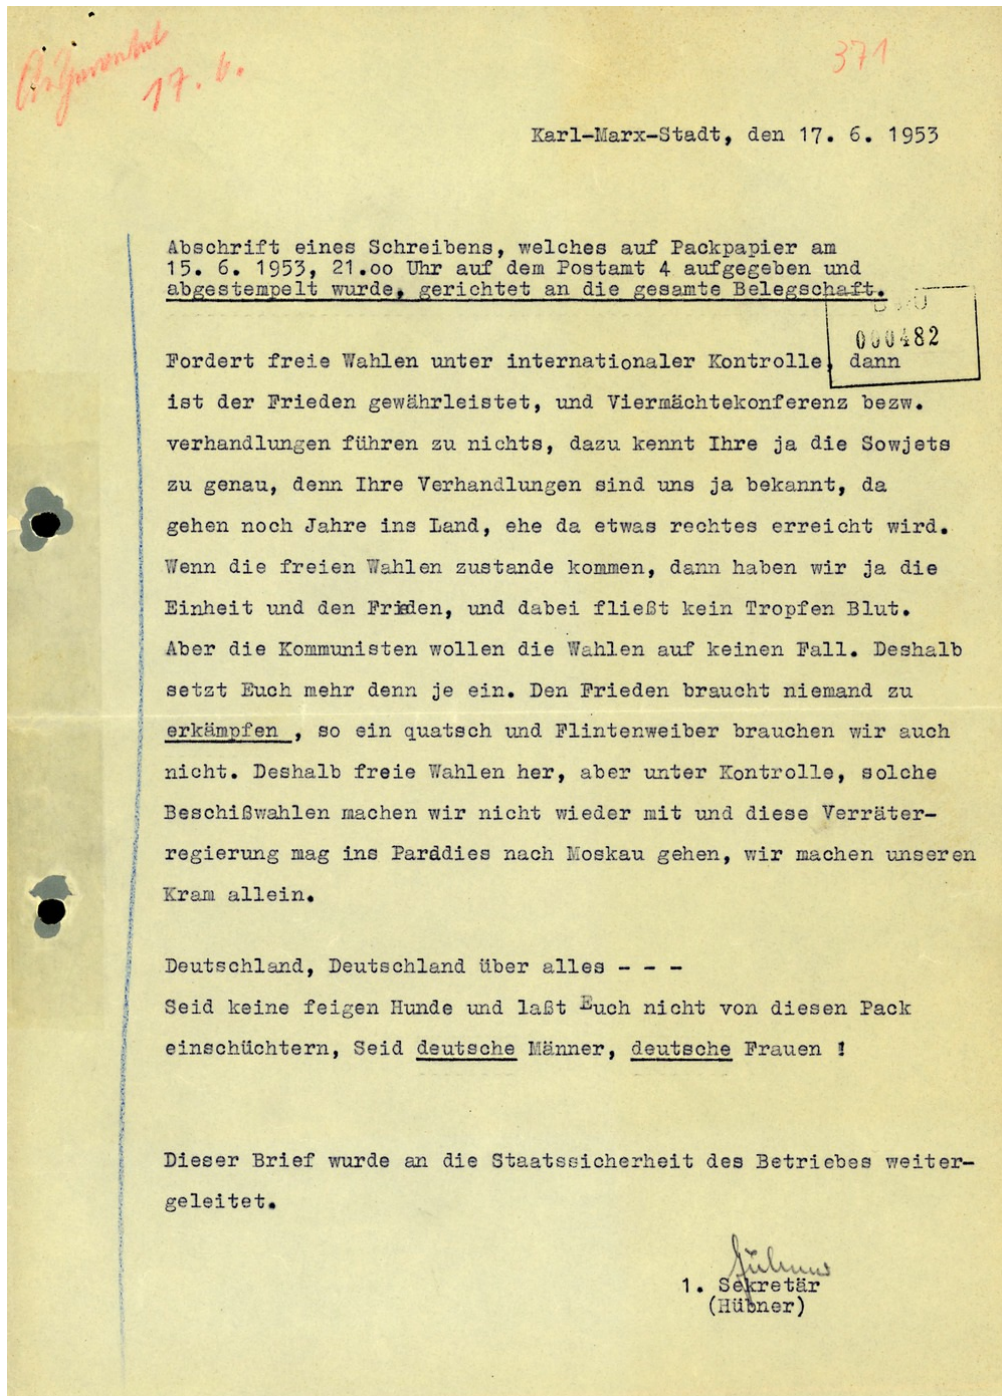 Argumentat
17. 6.
371
Karl-Marx-Stadt, den 17. 6. 1953
Abschrift eines Schreibens, welches auf Packpapier am
15. 6. 1953, 21.oo Uhr auf dem Postamt 4 aufgegeben und
abgestempelt wurde, gerichtet an die gesamte Belegschaft.
BStU
000482
Fordert freie Wahlen unter internationaler Kontrolle, dann
ist der Frieden gewährleistet, und Viermächtekonferenz bezw.
verhandlungen führen zu nichts, dazu kennt Ihre ja die Sowjets
zu genau, denn Ihre Verhandlungen sind uns ja bekannt, da
gehen noch Jahre ins Land, ehe da etwas rechtes erreicht wird.
Wenn die freien Wahlen zustande kommen, dann haben wir ja die
Einheit und den Frieden, und dabei fließt kein Tropfen Blut.
Aber die Kommunisten wollen die Wahlen auf keinen Fall. Deshalb
setzt Euch mehr denn je ein. Den Frieden braucht niemand zu
erkämpfen , so ein quatsch und Flintenweiber brauchen wir auch
nicht. Deshalb freie Wahlen her, aber unter Kontrolle, solche
Beschißwahlen machen wir nicht wieder mit und diese Verräter-
regierung mag ins Paradies nach Moskau gehen, wir machen unseren
Kram allein.
Deutschland, Deutschland über alles - - -
Seid keine feigen Hunde und laßt Euch nicht von diesen Pack
einschüchtern, Seid deutsche Männer, deutsche Frauen !
Dieser Brief wurde an die Staatssicherheit des Betriebes weiter-
geleitet.
1. Sekretär
(Hübner)